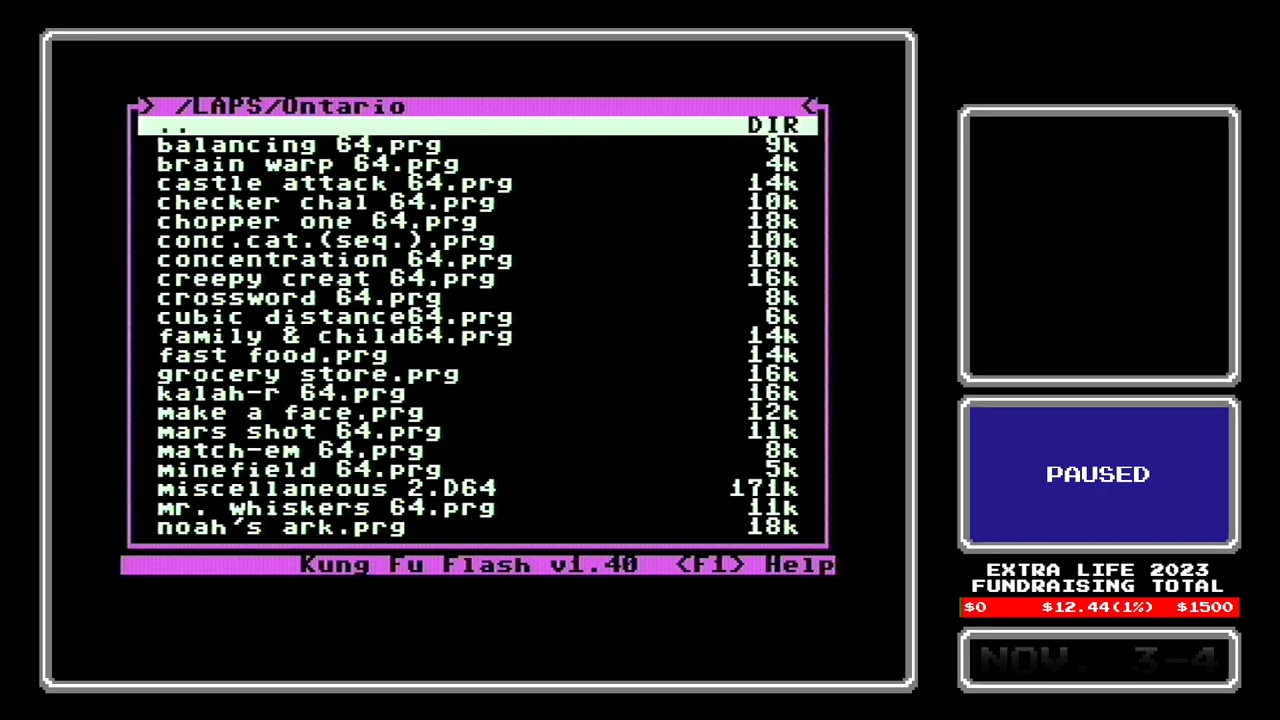 > /LAPS/Ontario <
.. DIR
balancing 64.prg 9k
brain warp 64.prg 4k
castle attack 64.prg 14k
checker chal 64.prg 10k
chopper one 64.prg 18k
conc.cat.(seq.).prg 10k
concentration 64.prg 10k
creepy creat 64.prg 16k
crossword 64.prg 8k
cubic distance64.prg 6k
family & child64.prg 14k
fast food.prg 14k
grocery store.prg 16k
kalah-r 64.prg 16k
make a face.prg 12k
mars shot 64.prg 11k
match-em 64.prg 8k
minefield 64.prg 5k
miscellaneous 2.D64 171k
mr. whiskers 64.prg 11k
noah's ark.prg 18k
Kung Fu Flash v1.40 <F1> Help
PAUSED
EXTRA LIFE 2023
FUNDRAISING TOTAL
$0 $12.44(1%) $1500
NOV. 3-4